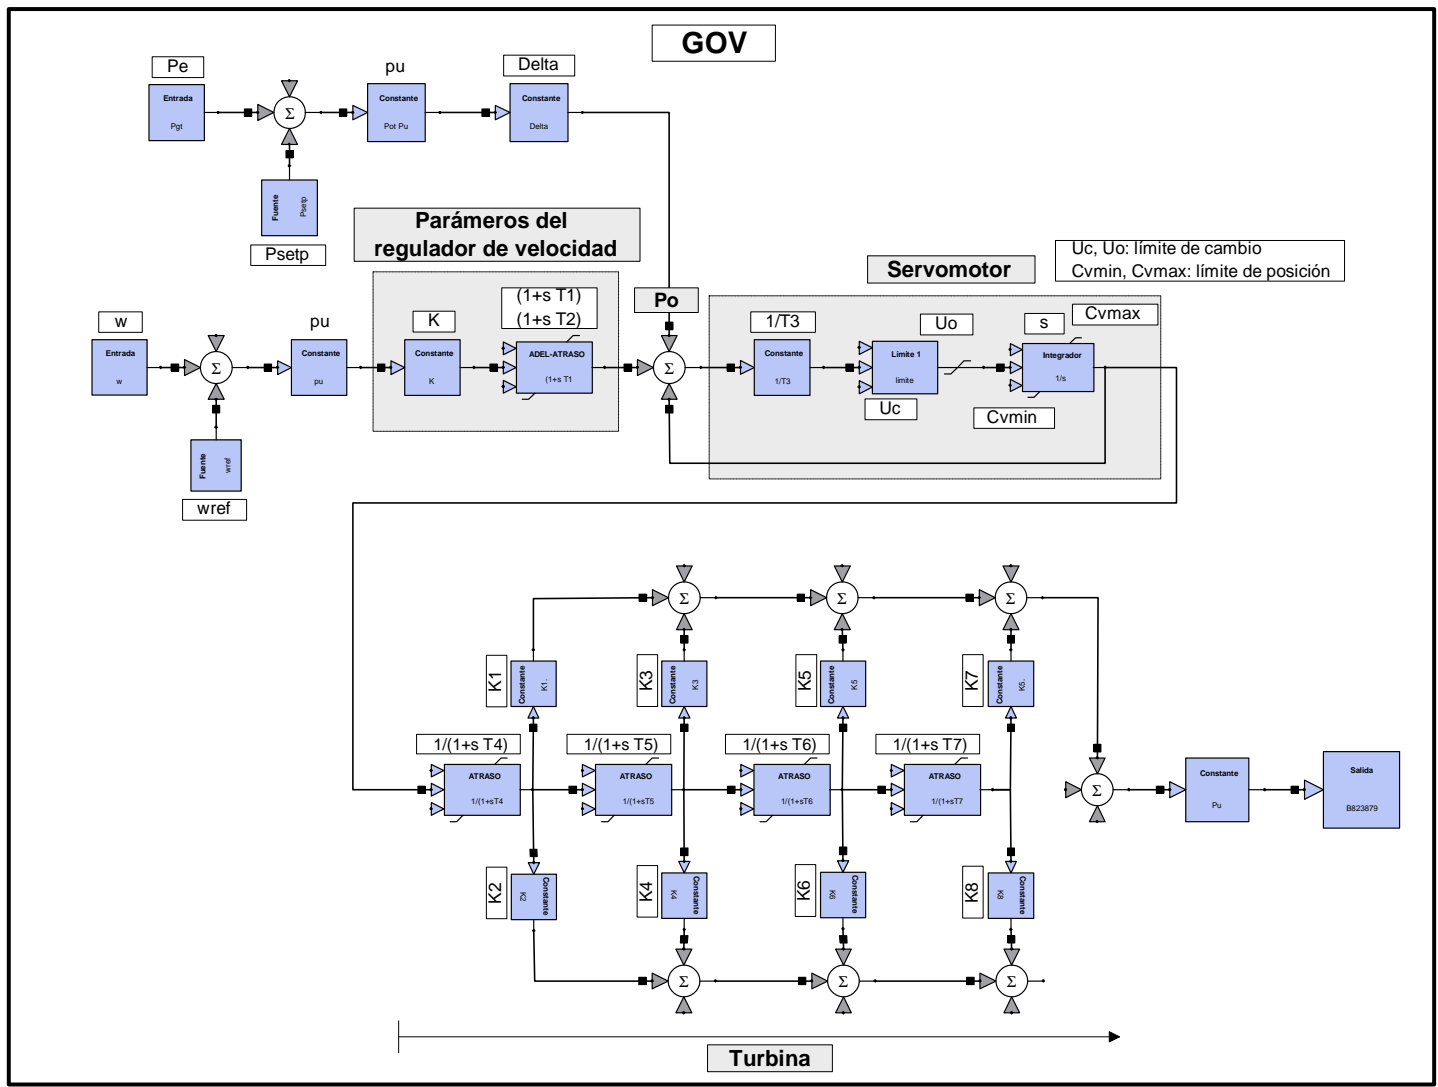 GOV
Pe
pu
Delta
Entrada
Pgt
Σ
Constante
Pot Pu
Constante
Delta
Fuente
Psetp
Psetp
Parámeros del
regulador de velocidad
Uc, Uo: límite de cambio
Cvmin, Cvmax: límite de posición
Servomotor
(1+s T1)
(1+s T2)
Po
w
pu
K
1/T3
Uo
s
Cvmax
Entrada
w
Σ
Constante
pu
Constante
K
ADEL-ATRASO
(1+s T1
Σ
Constante
1/T3
Límite 1
limite
Integrador
1/s
Uc
Cvmin
Fuente
wref
wref
Σ
Σ
Σ
K1
Constante
K1.
K3
Constante
K3
K5
Constante
K5
K7
Constante
K5.
1/(1+s T4)
1/(1+s T5)
1/(1+s T6)
1/(1+s T7)
ATRASO
1/(1+sT4
ATRASO
1/(1+sT5
ATRASO
1/(1+sT6
ATRASO
1/(1+sT7
Σ
Constante
Pu
Salida
B823879
K2
Constante
K2
K4
Constante
K4
K6
Constante
K6
K8
Constante
K8
Σ
Σ
Σ
Turbina